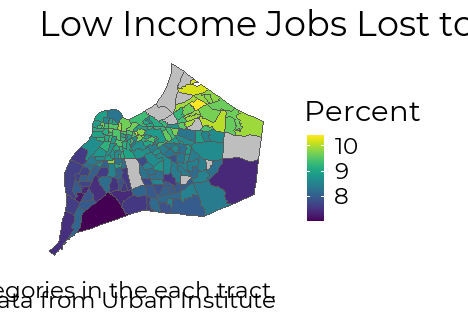 Low Income Jobs Lost to
Percent
10
9
8
egories in the each tract.
ata from Urban Institute